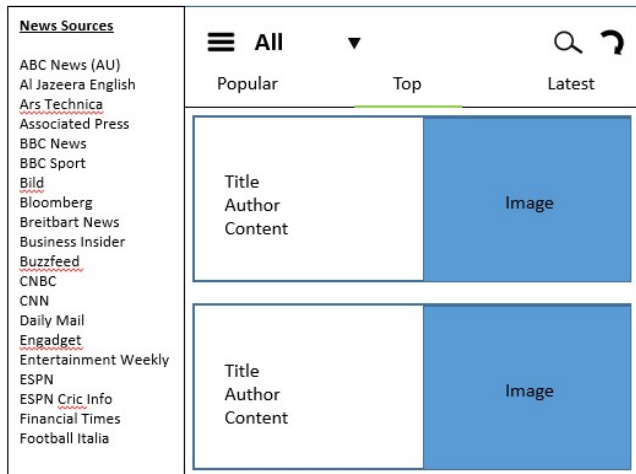 News Sources
ABC News (AU)
Al Jazeera English
Ars Technica
Associated Press
BBC News
BBC Sport
Bild
Bloomberg
Breitbart News
Business Insider
Buzzfeed
CNBC
CNN
Daily Mail
Engadget
Entertainment Weekly
ESPN
ESPN Cric Info
Financial Times
Football Italia
All
Popular Top Latest
Title
Author
Content
Image
Title
Author
Content
Image